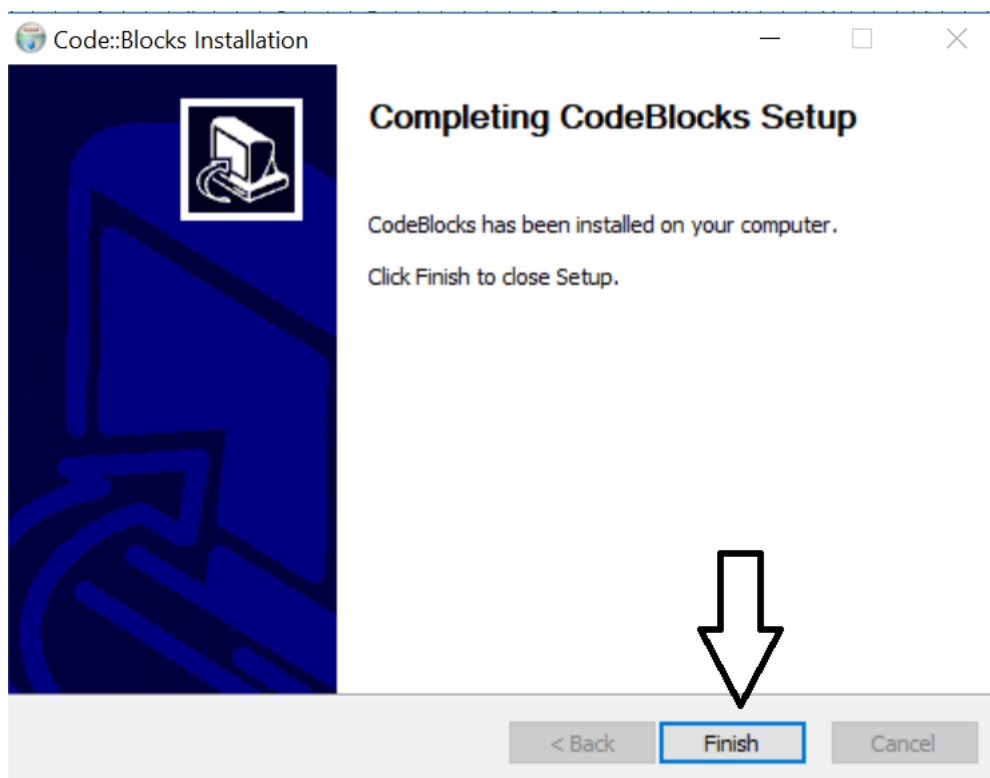 Code::Blocks Installation
Completing CodeBlocks Setup
CodeBlocks has been installed on your computer.
Click Finish to close Setup.
< Back
Finish
Cancel